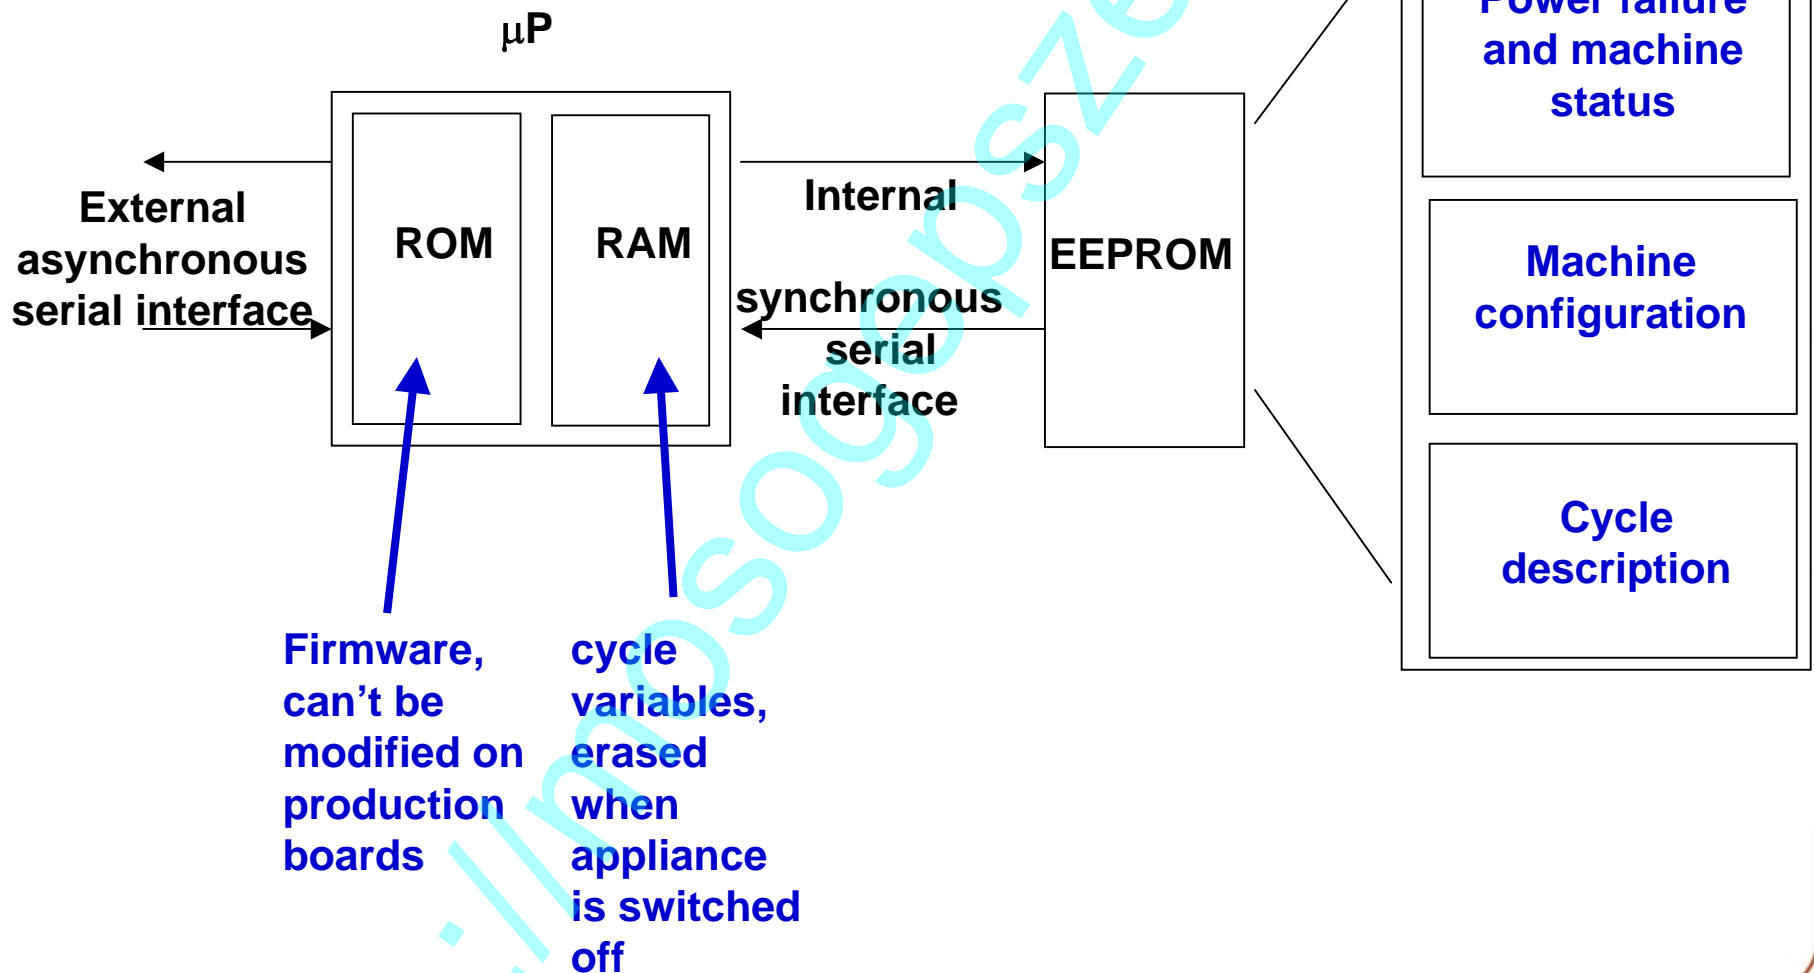 μP
Power failure
and machine
status
External
asynchronous
serial interface
ROM
RAM
Internal
synchronous
serial
interface
EEPROM
Machine
configuration
Cycle
description
Firmware,
can’t be
modified on
production
boards
cycle
variables,
erased
when
appliance
is switched
off
://mosogepsze